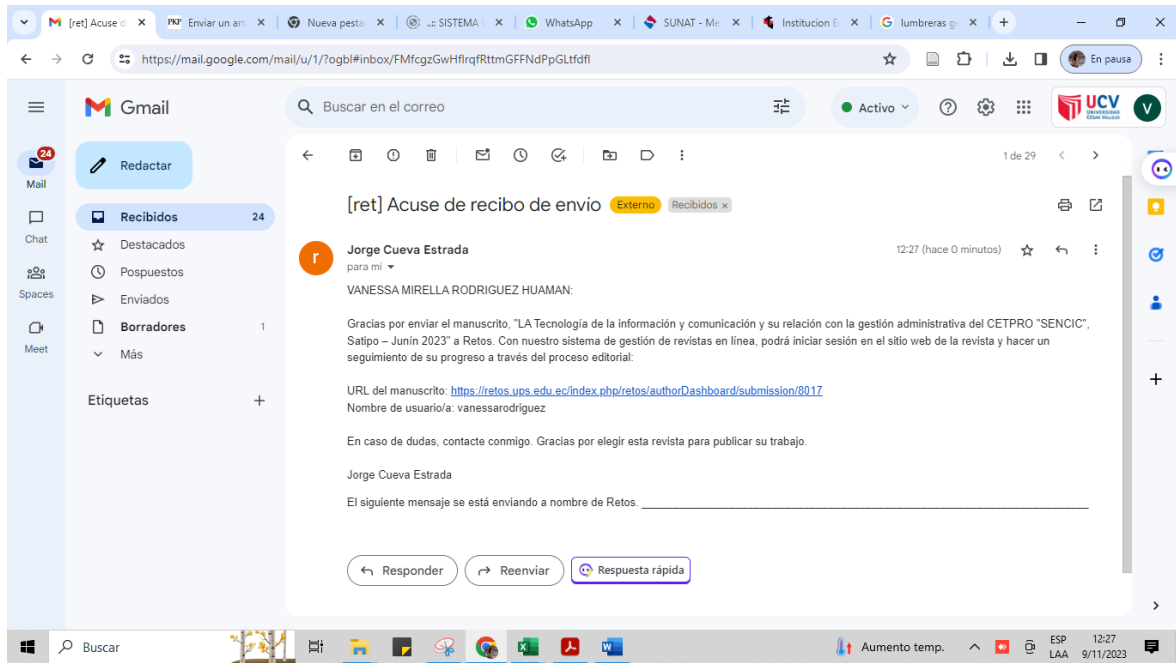 [ret] Acuse d
Enviar un art
Nueva pesta
..:: SISTEMA
WhatsApp
SUNAT - Me
Institucion E
lumbreras g
https://mail.google.com/mail/u/1/?ogbl#inbox/FMfcgzGwHfIrqfRttmGFFNdPpGLtfdfl
En pausa
Gmail
Buscar en el correo
Activo
UCV
UNIVERSIDAD
CÉSAR VALLEJO
V
24
Mail
Chat
Spaces
Meet
Redactar
Recibidos 24
Destacados
Pospuestos
Enviados
Borradores 1
Más
Etiquetas
1 de 29
[ret] Acuse de recibo de envío Externo Recibidos x
r
Jorge Cueva Estrada 12:27 (hace 0 minutos)
para mí
VANESSA MIRELLA RODRIGUEZ HUAMAN:
Gracias por enviar el manuscrito, "LA Tecnología de la información y comunicación y su relación con la gestión administrativa del CETPRO "SENCIC",
Satipo – Junín 2023" a Retos. Con nuestro sistema de gestión de revistas en línea, podrá iniciar sesión en el sitio web de la revista y hacer un
seguimiento de su progreso a través del proceso editorial:
URL del manuscrito: https://retos.ups.edu.ec/index.php/retos/authorDashboard/submission/8017
Nombre de usuario/a: vanessarodriguez
En caso de dudas, contacte conmigo. Gracias por elegir esta revista para publicar su trabajo.
Jorge Cueva Estrada
El siguiente mensaje se está enviando a nombre de Retos. ________________________________________________________________________
Responder
Reenviar
Respuesta rápida
Buscar
Aumento temp.
ESP
LAA
12:27
9/11/2023